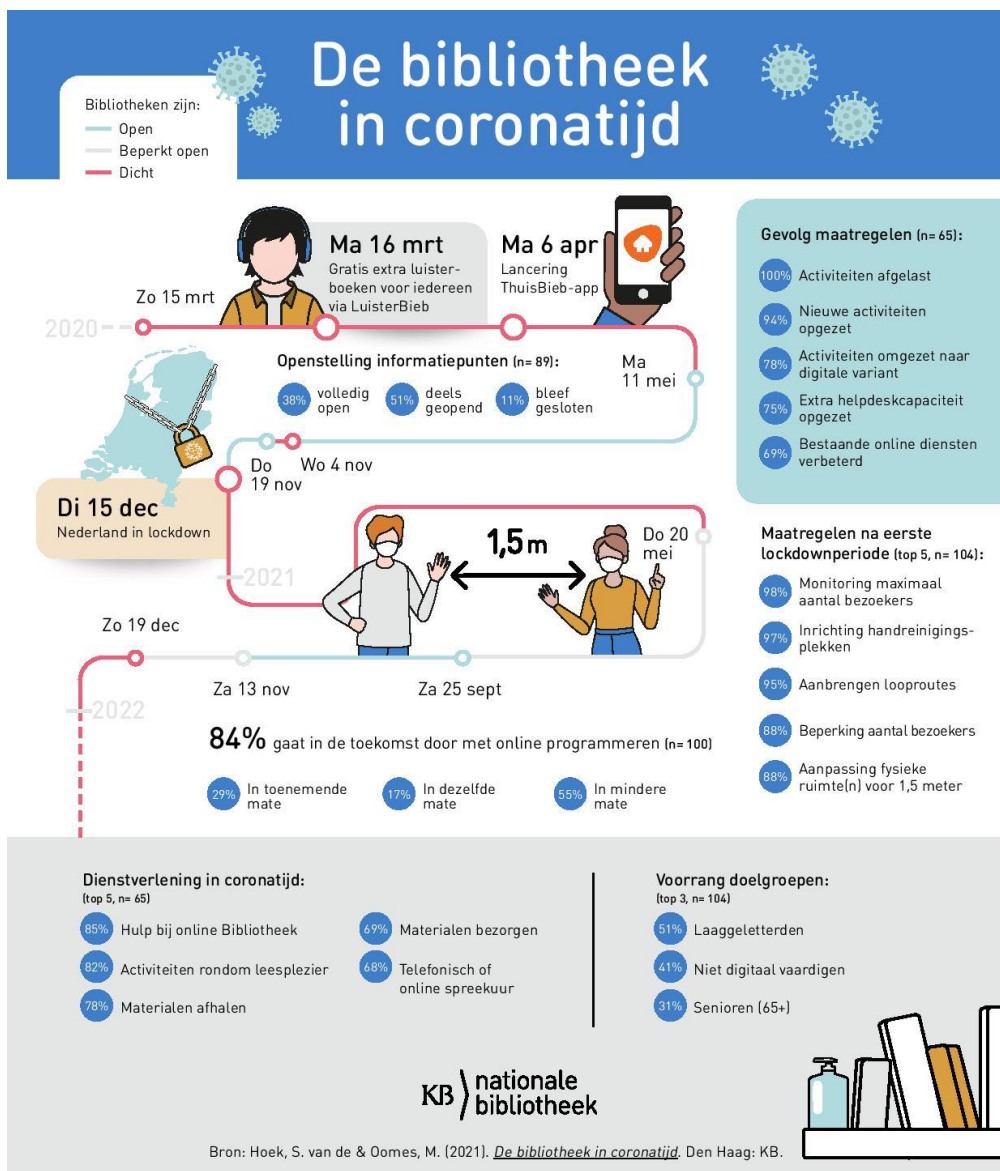 De bibliotheek
in coronatijd
Bibliotheken zijn:
Open
Beperkt open
Dicht
2020
Zo 15 mrt
Ma 16 mrt
Gratis extra luister-
boeken voor iedereen
via LuisterBieb
Ma 6 apr
Lancering
ThuisBieb-app
Ma
11 mei
Openstelling informatiepunten (n= 89):
38% volledig
open
51% deels
geopend
11% bleef
gesloten
Do
19 nov
Wo 4 nov
Di 15 dec
Nederland in lockdown
2021
1,5 m
Do 20
mei
Zo 19 dec
Za 13 nov
Za 25 sept
2022
84% gaat in de toekomst door met online programmeren (n= 100)
29% In toenemende
mate
17% In dezelfde
mate
55% In mindere
mate
Gevolg maatregelen (n= 65):
100% Activiteiten afgelast
94% Nieuwe activiteiten
opgezet
78% Activiteiten omgezet naar
digitale variant
75% Extra helpdeskcapaciteit
opgezet
69% Bestaande online diensten
verbeterd
Maatregelen na eerste
lockdownperiode (top 5, n= 104):
98% Monitoring maximaal
aantal bezoekers
97% Inrichting handreinigings-
plekken
95% Aanbrengen looproutes
88% Beperking aantal bezoekers
88% Aanpassing fysieke
ruimte(n) voor 1,5 meter
Dienstverlening in coronatijd:
(top 5, n= 65)
85% Hulp bij online Bibliotheek
82% Activiteiten rondom leesplezier
78% Materialen afhalen
69% Materialen bezorgen
68% Telefonisch of
online spreekuur
Voorrang doelgroepen:
(top 3, n= 104)
51% Laaggeletterden
41% Niet digitaal vaardigen
31% Senioren (65+)
KB nationale
bibliotheek
Bron: Hoek, S. van de & Oomes, M. (2021). De bibliotheek in coronatijd. Den Haag: KB.